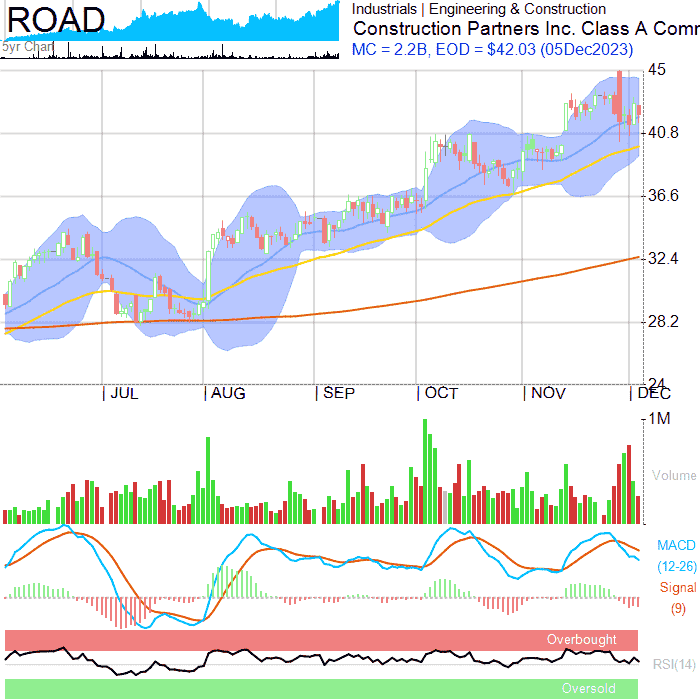 ROAD
5yr Chart
Industrials | Engineering & Construction
Construction Partners Inc. Class A Comm
MC = 2.2B, EOD = $42.03 (05Dec2023)
45
40.8
36.6
32.4
28.2
24
JUL
AUG
SEP
OCT
NOV
DEC
1M
Volume
MACD
(12-26)
Signal
(9)
Overbought
RSI(14)
Oversold